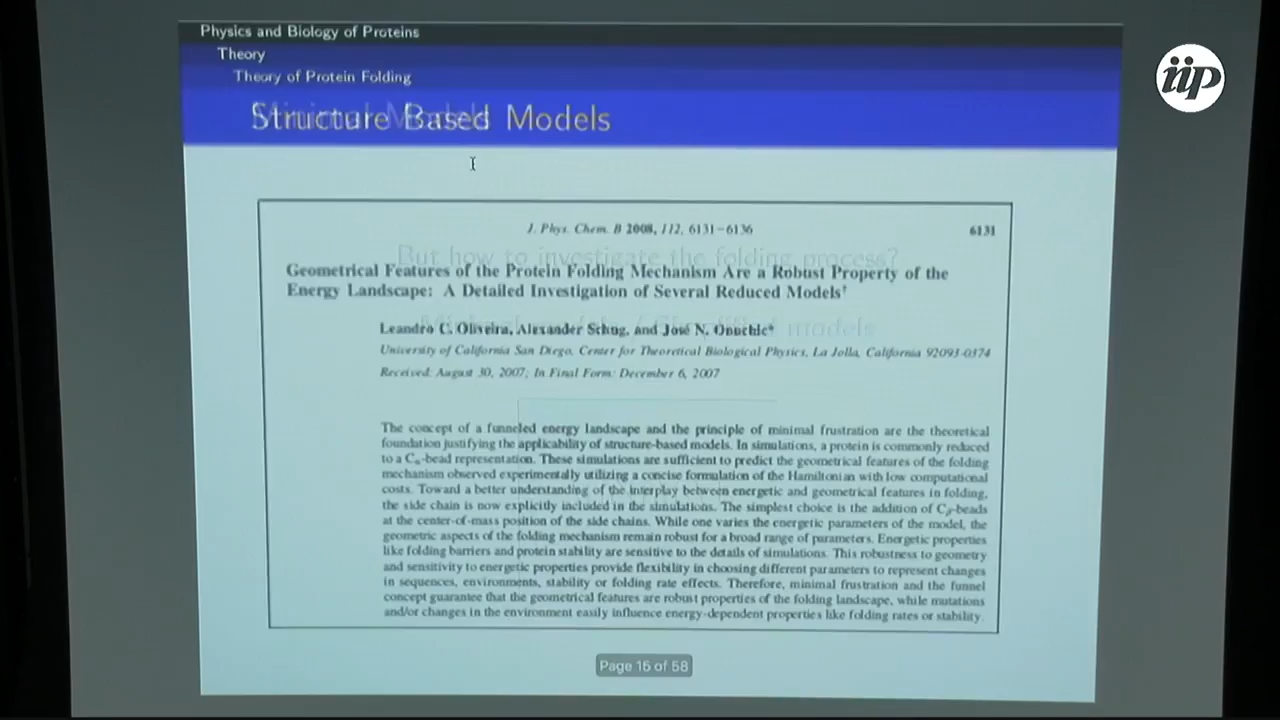 Physics and Biology of Proteins
iip
Theory
Theory of Protein Folding
Structure Based Models
J. Phys. Chem. B 2008, 112, 6131-6136
6131
But how to investigate the folding process?
Geometrical Features of the Protein Folding Mechanism Are a Robust Property of the
Energy Landscape: A Detailed Investigation of Several Reduced Models†
models
Leandro C. Oliveira, Alexander Schug, and José N. Onuchic*
University of California San Diego, Center for Theoretical Biological Physics, La Jolla, California 92093-0374
Received: August 30, 2007; In Final Form: December 6, 2007
The concept of a funneled energy landscape and the principle of minimal frustration are the theoretical
foundation justifying the applicability of structure-based models. In simulations, a protein is commonly reduced
to a Cα-bead representation. These simulations are sufficient to predict the geometrical features of the folding
mechanism observed experimentally utilizing a concise formulation of the Hamiltonian with low computational
costs. Toward a better understanding of the interplay between energetic and geometrical features in folding,
the side chain is now explicitly included in the simulations. The simplest choice is the addition of Cβ-beads
at the center-of-mass position of the side chains. While one varies the energetic parameters of the model, the
geometric aspects of the folding mechanism remain robust for a broad range of parameters. Energetic properties
like folding barriers and protein stability are sensitive to the details of simulations. This robustness to geometry
and sensitivity to energetic properties provide flexibility in choosing different parameters to represent changes
in sequences, environments, stability or folding rate effects. Therefore, minimal frustration and the funnel
concept guarantee that the geometrical features are robust properties of the folding landscape, while mutations
and/or changes in the environment easily influence energy-dependent properties like folding rates or stability.
Page 15 of 58